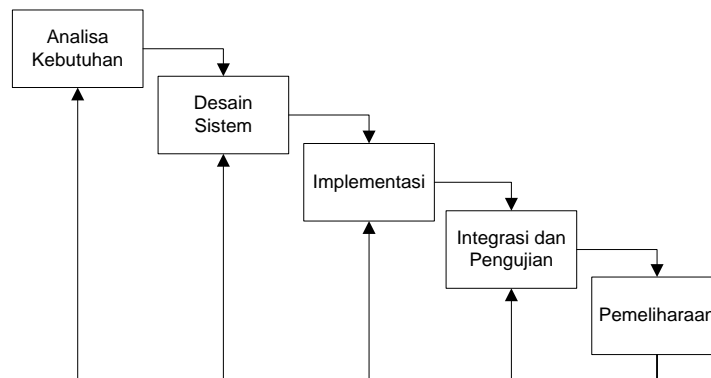 Analisa
Kebutuhan
Desain
Sistem
Implementasi
Integrasi dan
Pengujian
Pemeliharaan